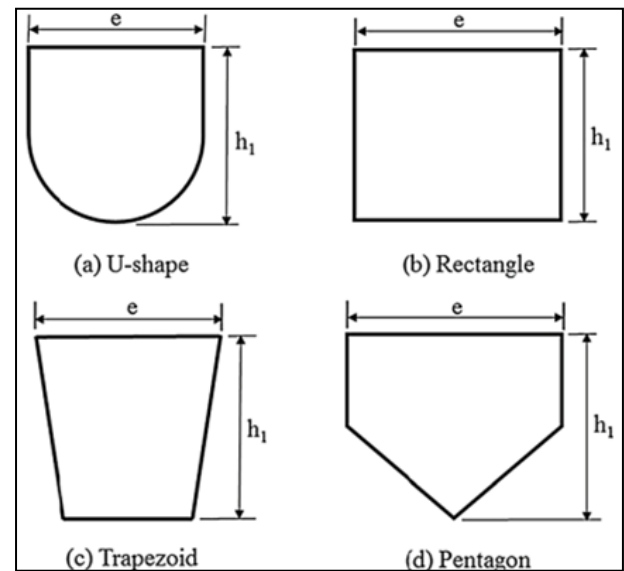 e
e
h₁
h₁
(a) U-shape
(b) Rectangle
e
e
h₁
h₁
(c) Trapezoid
(d) Pentagon